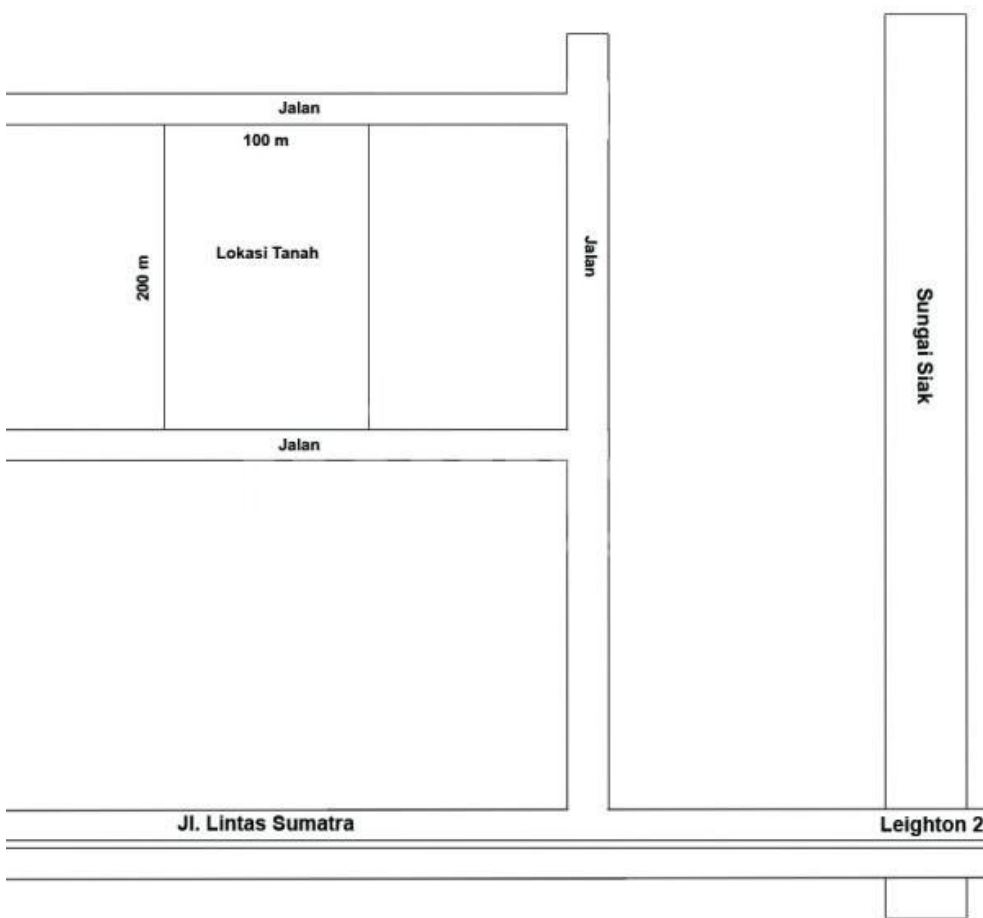 Jalan
100 m
Lokasi Tanah
200 m
Jalan
Sungai Siak
Jalan
Jl. Lintas Sumatra
Leighton 2